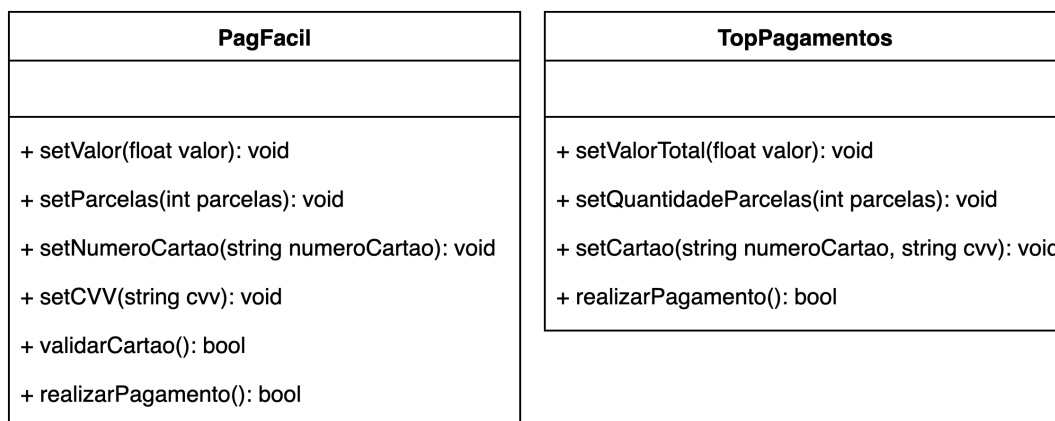 PagFacil
+ setValor(float valor): void
+ setParcelas(int parcelas): void
+ setNumeroCartao(string numeroCartao): void
+ setCVV(string cvv): void
+ validarCartao(): bool
+ realizarPagamento(): bool
TopPagamentos
+ setValorTotal(float valor): void
+ setQuantidadeParcelas(int parcelas): void
+ setCartao(string numeroCartao, string cvv): void
+ realizarPagamento(): bool